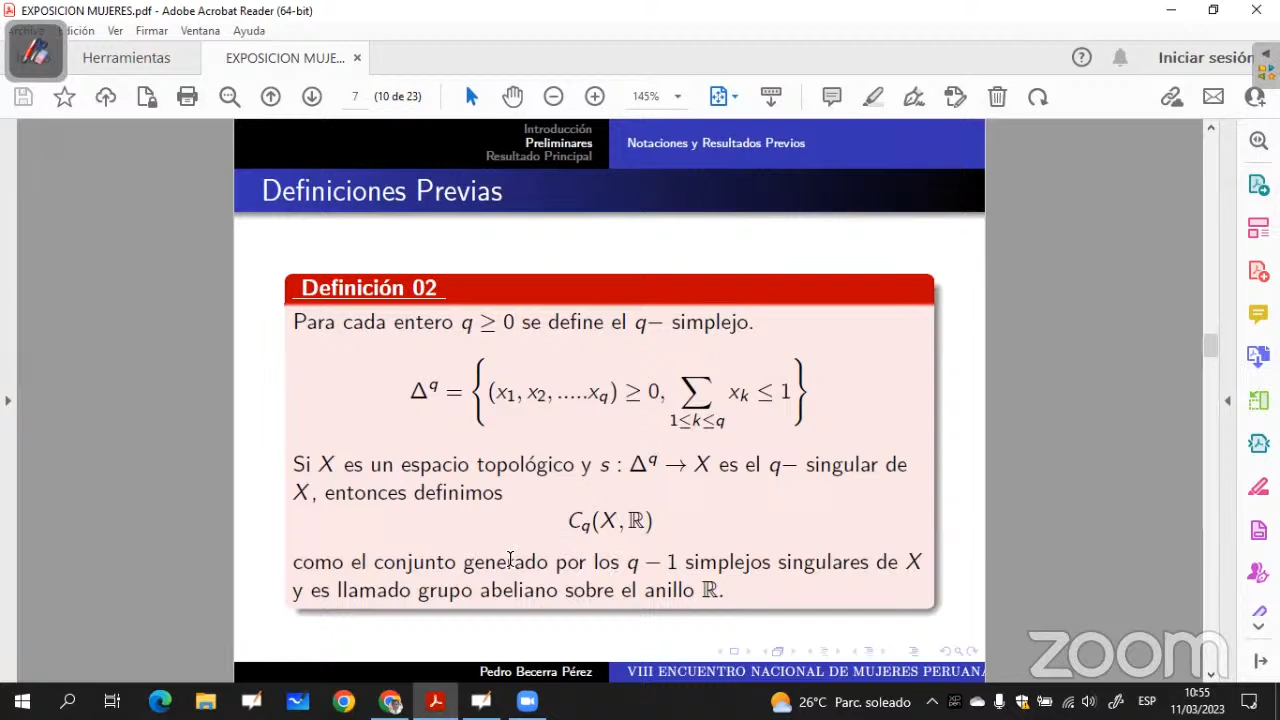 EXPOSICION MUJERES.pdf - Adobe Acrobat Reader (64-bit)
Archivo Edición Ver Firmar Ventana Ayuda
Herramientas
EXPOSICION MUJE... ×
Iniciar sesión
7 (10 de 23)
145%
Introducción
Preliminares
Resultado Principal
Notaciones y Resultados Previos
Definiciones Previas
Definición 02
Para cada entero q ≥ 0 se define el q− simplejo.
Δ^q = { (x_1, x_2, .....x_q) ≥ 0, ∑_{1≤k≤q} x_k ≤ 1 }
Si X es un espacio topológico y s : Δ^q → X es el q− singular de
X, entonces definimos
C_q(X, ℝ)
como el conjunto generado por los q − 1 simplejos singulares de X
y es llamado grupo abeliano sobre el anillo ℝ.
Pedro Becerra Pérez
VIII ENCUENTRO NACIONAL DE MUJERES PERUANA
zoom
26°C Parc. soleado
ESP
10:55
11/03/2023